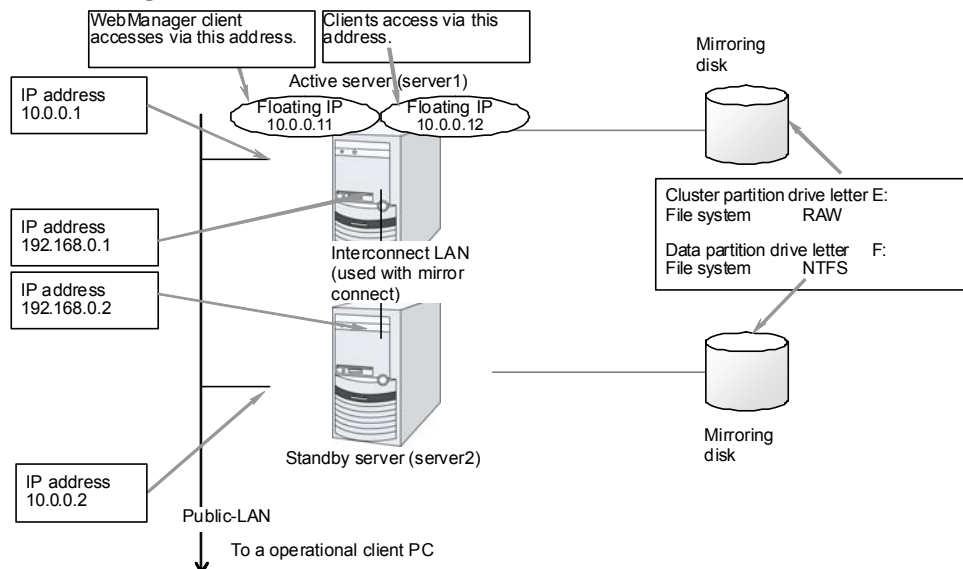 WebManager client
accesses via this address.
Clients access via this
address.
Mirroring
disk
Active server (server1)
IP address
10.0.0.1
Floating IP
10.0.0.11
Floating IP
10.0.0.12
Cluster partition drive letter E:
File system RAW
Data partition drive letter F:
File system NTFS
IP address
192.168.0.1
Interconnect LAN
(used with mirror
connect)
IP address
192.168.0.2
Mirroring
disk
Standby server (server2)
IP address
10.0.0.2
Public-LAN
To a operational client PC